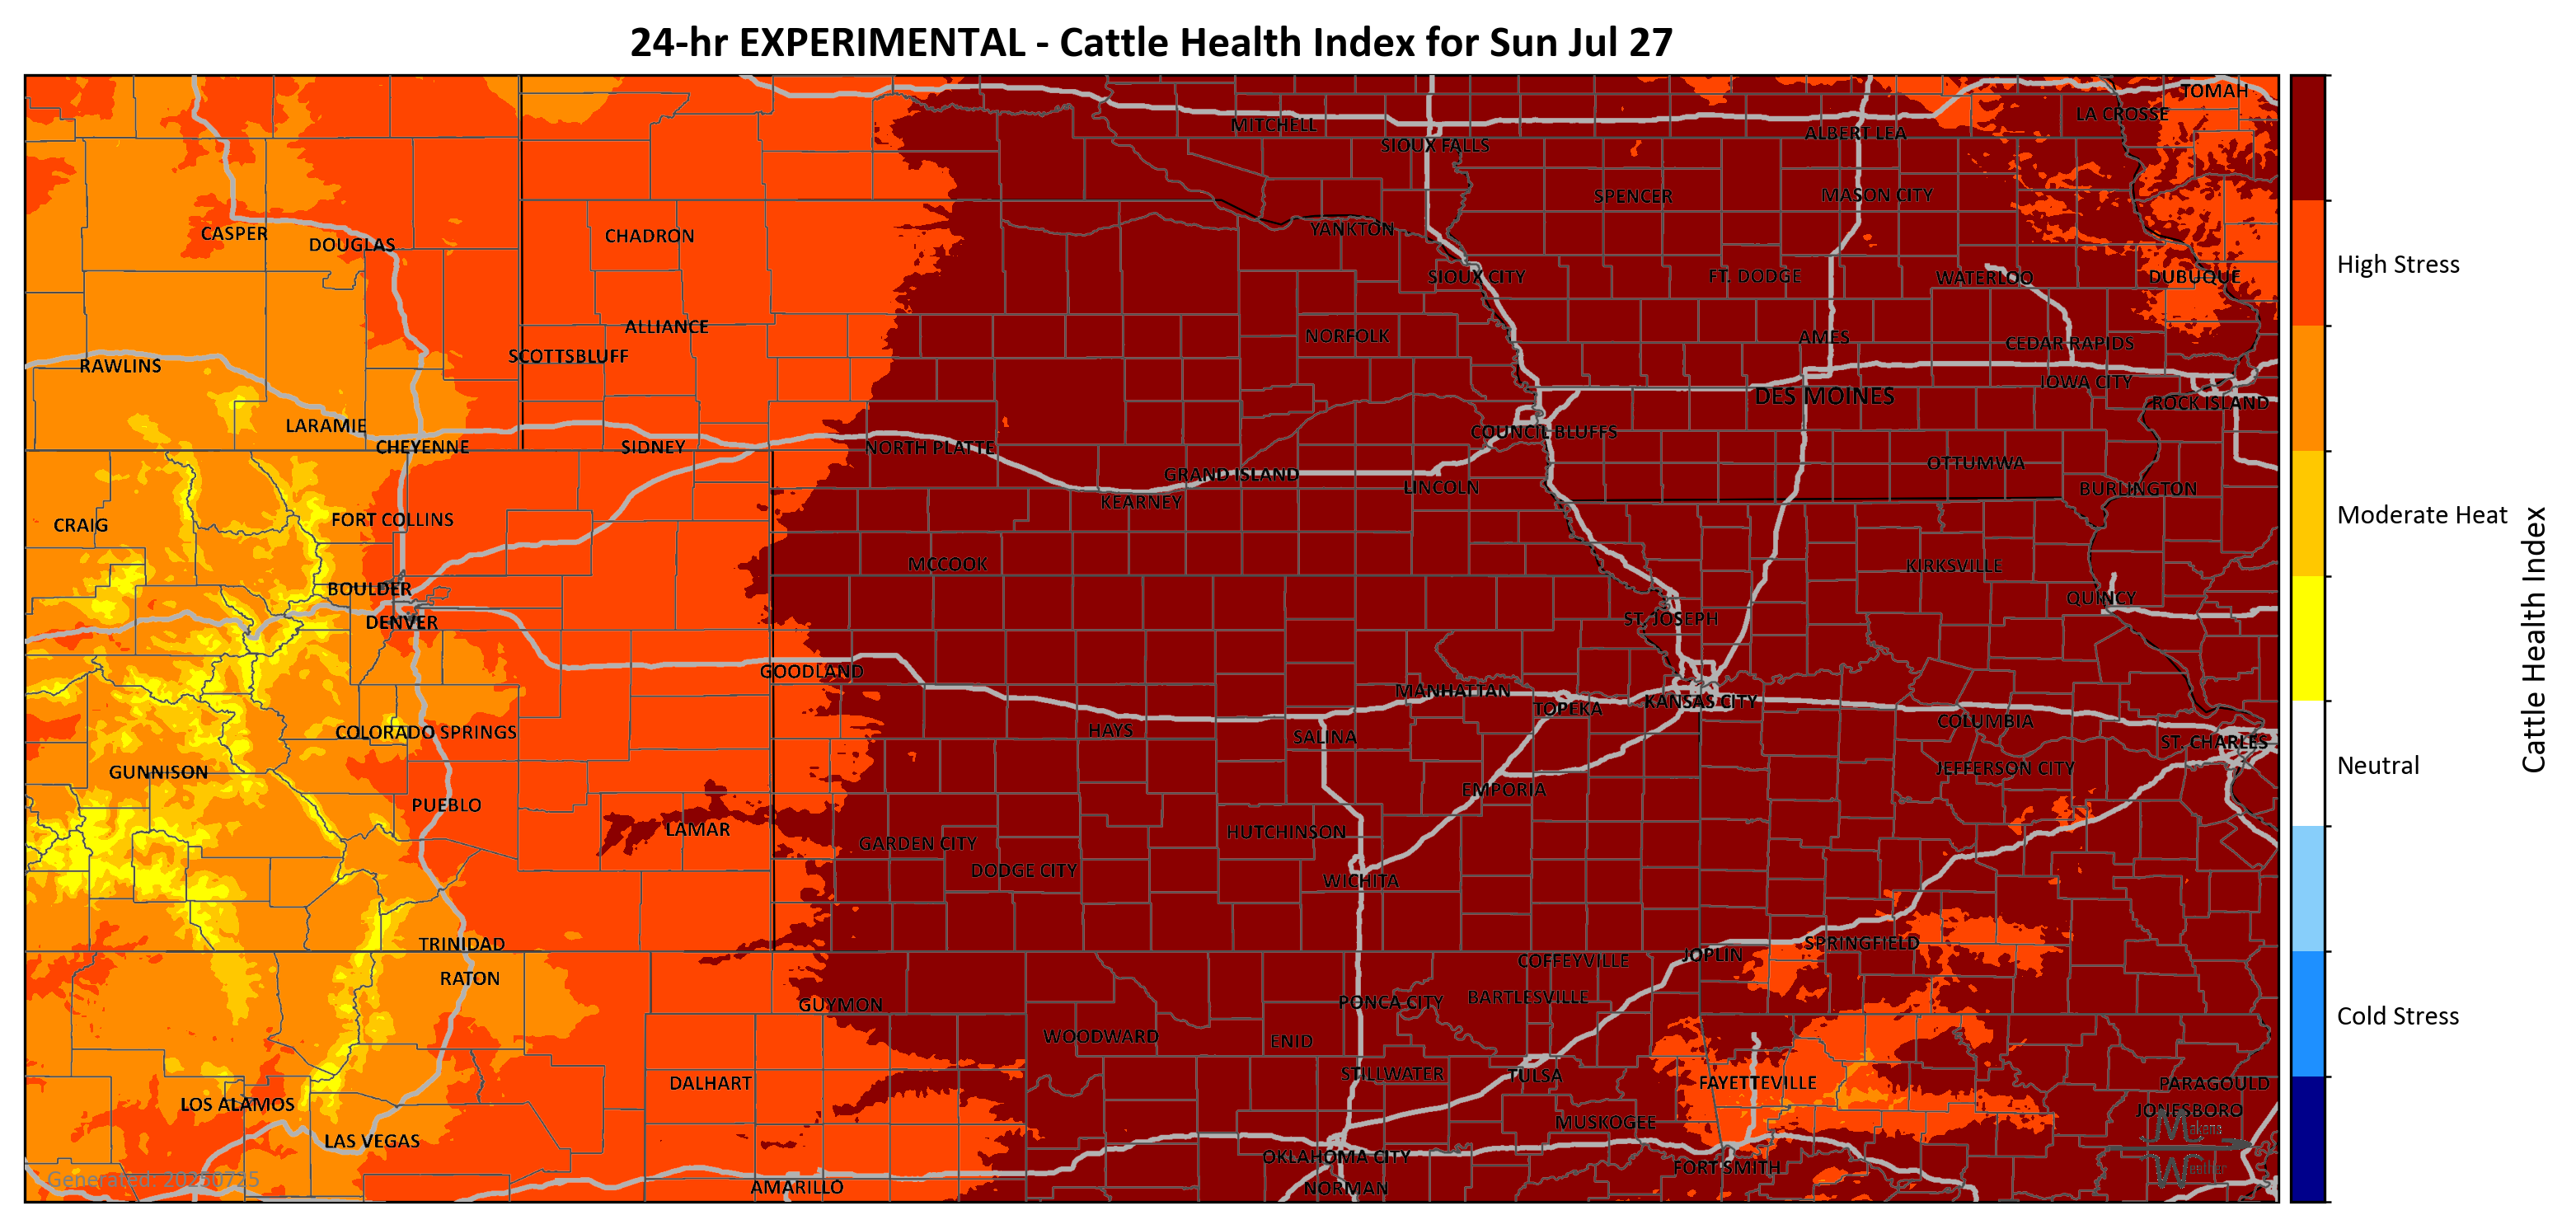 24-hr EXPERIMENTAL - Cattle Health Index for Sun Jul 27
TOMAH
LA CROSSE
MITCHELL
ALBERT LEA
SIOUX FALLS
SPENCER
MASON CITY
CASPER
DOUGLAS
CHADRON
YANKTON
SIOUX CITY
FT. DODGE
WATERLOO
DUBUQUE
ALLIANCE
NORFOLK
AMES
CEDAR RAPIDS
SCOTTSBLUFF
RAWLINS
IOWA CITY
DES MOINES
ROCK ISLAND
LARAMIE
COUNCIL BLUFFS
CHEYENNE
SIDNEY
NORTH PLATTE
OTTUMWA
GRAND ISLAND
LINCOLN
BURLINGTON
KEARNEY
CRAIG
FORT COLLINS
MCCOOK
KIRKSVILLE
BOULDER
QUINCY
DENVER
ST. JOSEPH
GOODLAND
MANHATTAN
KANSAS CITY
TOPEKA
COLUMBIA
COLORADO SPRINGS
HAYS
SALINA
ST. CHARLES
GUNNISON
JEFFERSON CITY
EMPORIA
PUEBLO
LAMAR
HUTCHINSON
GARDEN CITY
DODGE CITY
WICHITA
TRINIDAD
SPRINGFIELD
JOPLIN
COFFEYVILLE
RATON
BARTLESVILLE
GUYMON
PONCA CITY
WOODWARD
ENID
STILLWATER
TULSA
DALHART
FAYETTEVILLE
PARAGOULD
LOS ALAMOS
JONESBORO
MUSKOGEE
LAS VEGAS
OKLAHOMA CITY
FORT SMITH
AMARILLO
NORMAN
Makens
Weather
Generated: 20250725
High Stress
Moderate Heat
Neutral
Cold Stress
Cattle Health Index